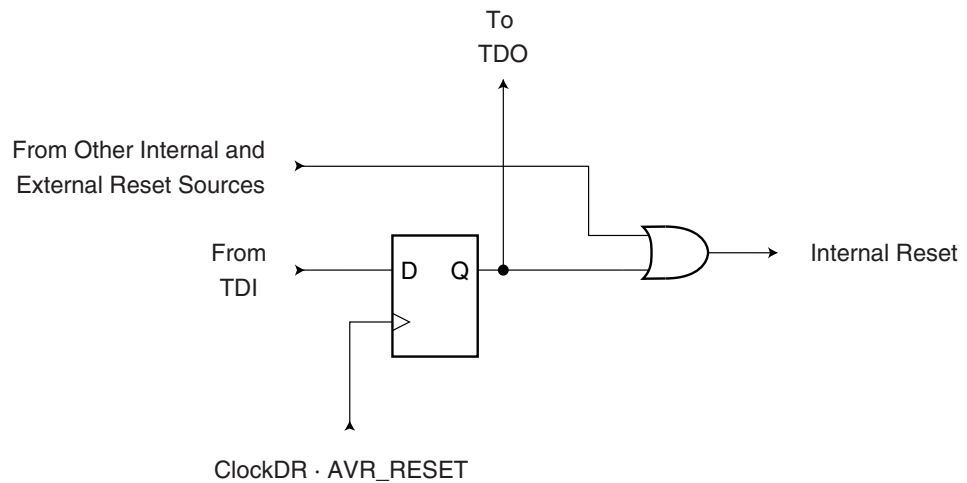 To
TDO
From Other Internal and
External Reset Sources
From
TDI
D Q
Internal Reset
ClockDR · AVR_RESET